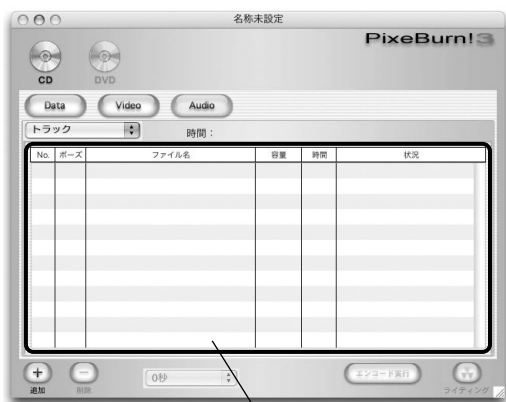 名称未設定
PixeBurn!3
CD DVD
Data Video Audio
トラック 時間：
No. ポーズ ファイル名 容量 時間 状況
0秒 エンコード実行
追加 削除 ライティング